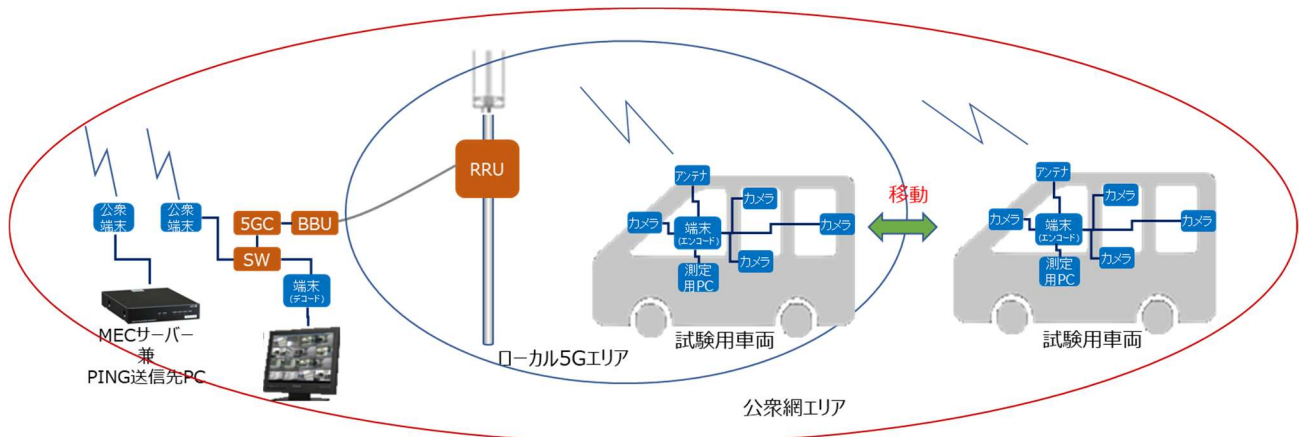 公衆
端末
公衆
端末
5GC
BBU
SW
端末
(デコード)
MECサーバー
兼
PING送信先PC
RRU
ローカル5Gエリア
アンテナ
カメラ
カメラ
端末
(エンコード)
カメラ
カメラ
測定
用PC
試験用車両
移動
アンテナ
カメラ
カメラ
端末
(エンコード)
カメラ
カメラ
測定
用PC
試験用車両
公衆網エリア